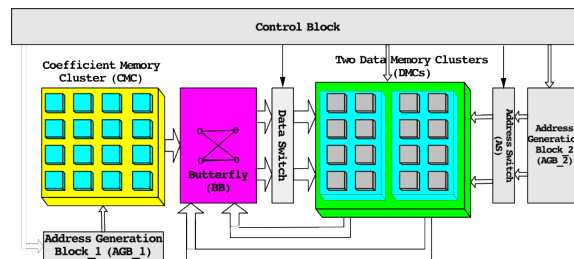 Control Block
Coefficient Memory
Cluster (CMC)
Two Data Memory Clusters
(DMCs)
Butterfly
(BB)
Data Switch
Address Switch
(AS)
Address
Generation
Block_2
(AGB_2)
Address Generation
Block_1 (AGB_1)